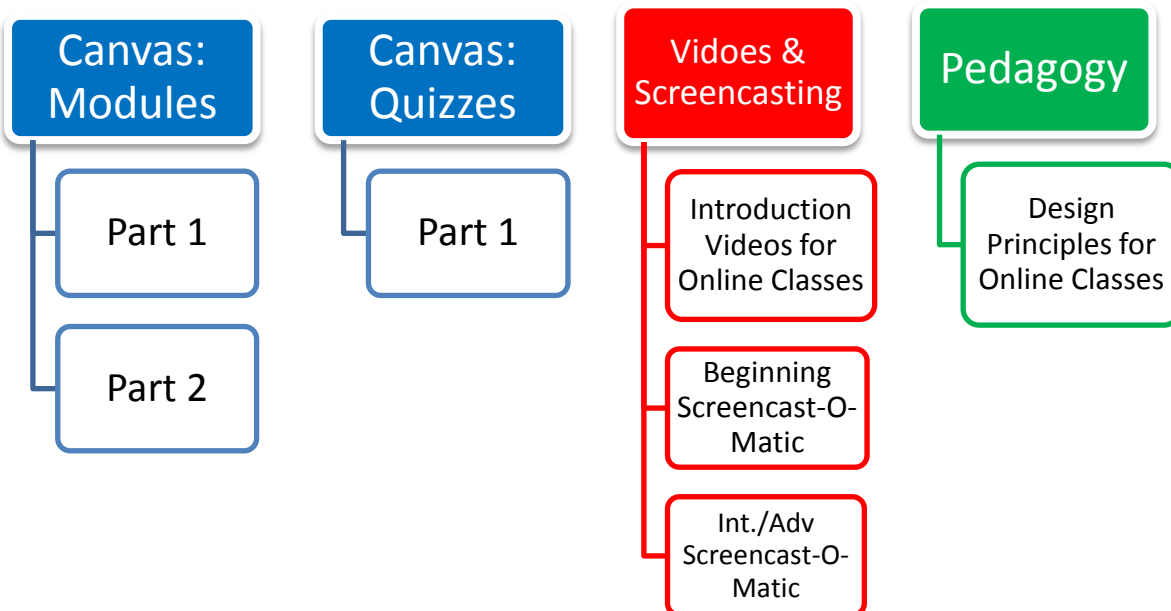 Canvas:
Modules
Part 1
Part 2
Canvas:
Quizzes
Part 1
Vidoes &
Screencasting
Introduction
Videos for
Online Classes
Beginning
Screencast-O-
Matic
Int./Adv
Screencast-O-
Matic
Pedagogy
Design
Principles for
Online Classes